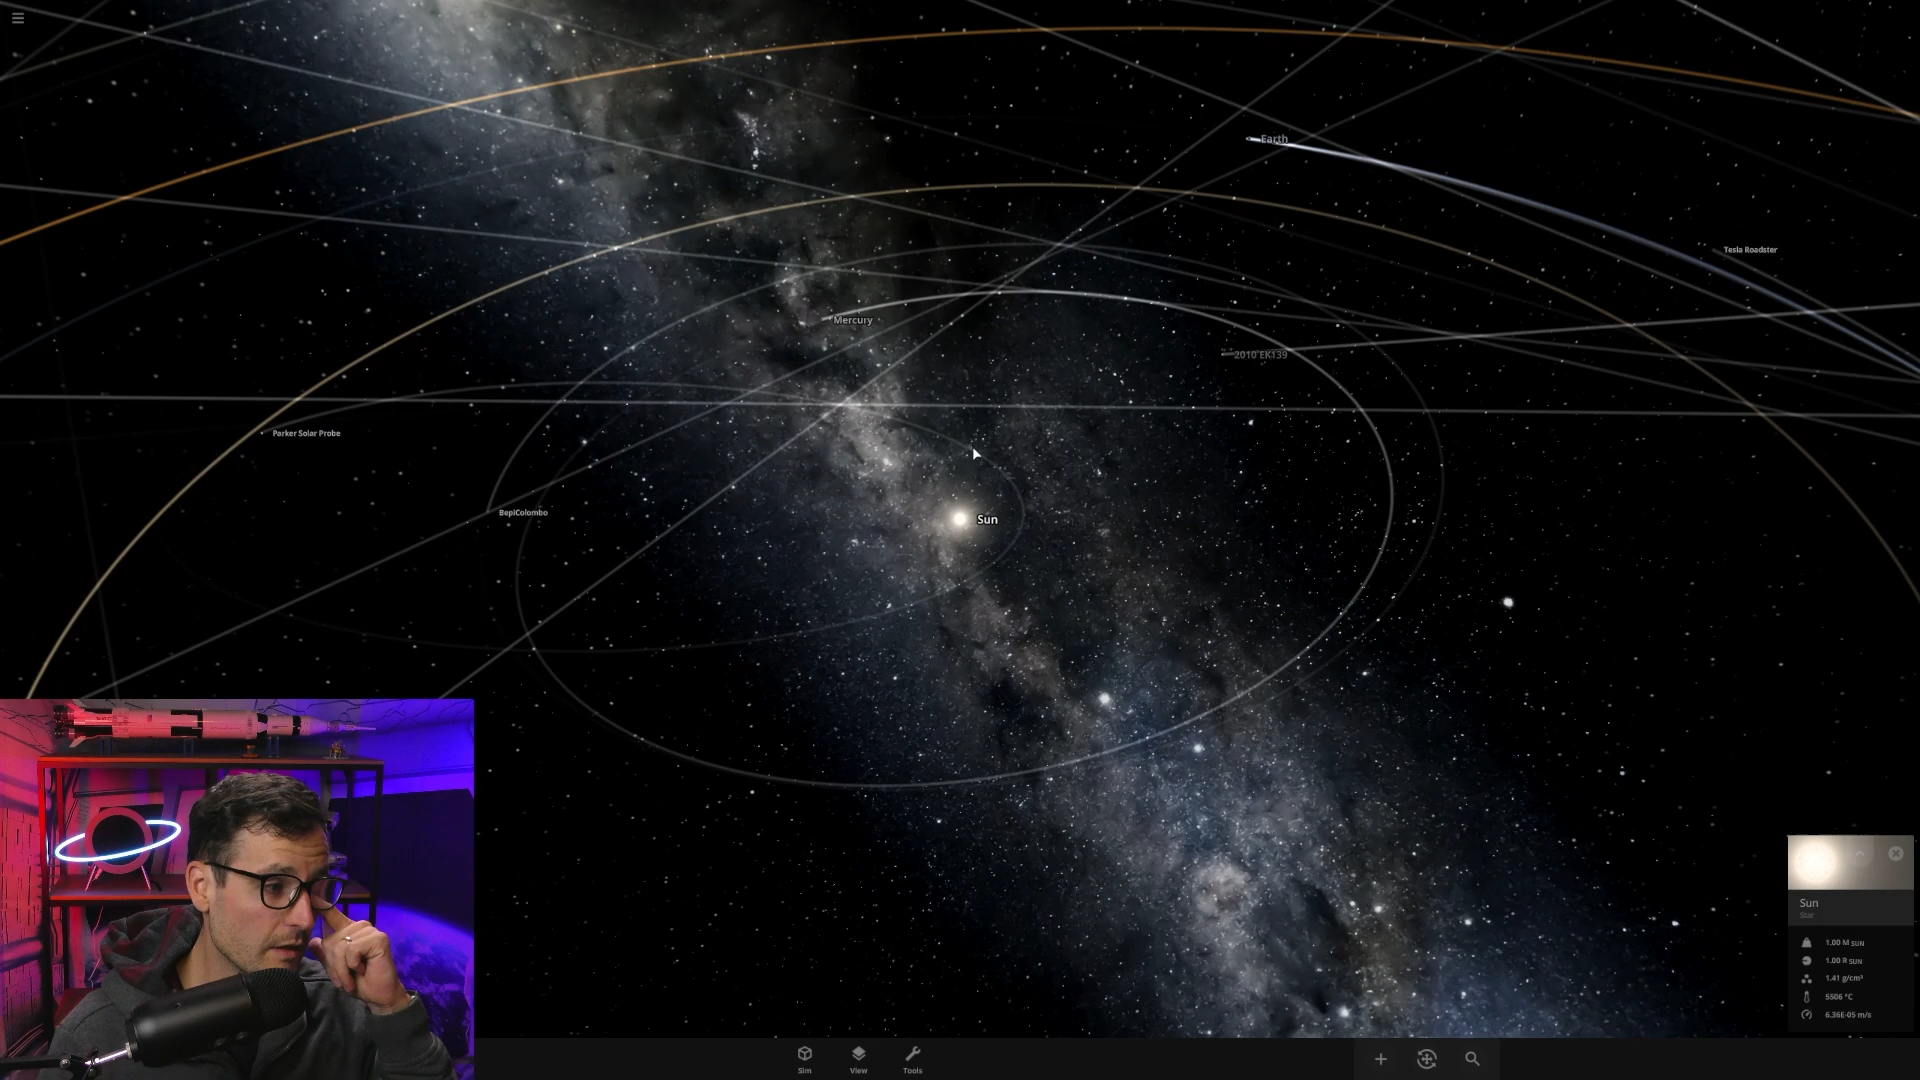 Earth
Tesla Roadster
Mercury
2010 EK139
Parker Solar Probe
BepiColombo
Sun
Sun
Star
1.00 M SUN
1.00 R SUN
1.41 g/cm³
5506 °C
6.36E-05 m/s
Sim
View
Tools